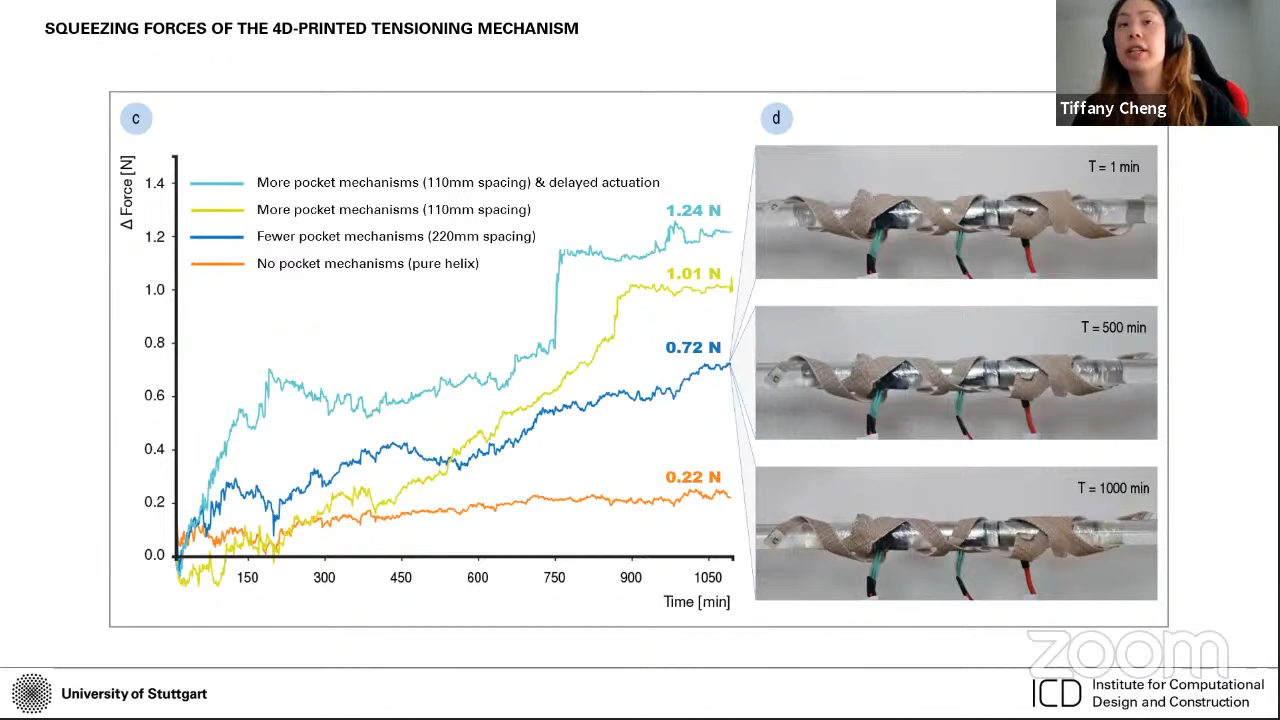 SQUEEZING FORCES OF THE 4D-PRINTED TENSIONING MECHANISM
Tiffany Cheng
c
d
Δ Force [N]
1.4
1.2
1.0
0.8
0.6
0.4
0.2
0.0
More pocket mechanisms (110mm spacing) & delayed actuation
More pocket mechanisms (110mm spacing)
Fewer pocket mechanisms (220mm spacing)
No pocket mechanisms (pure helix)
1.24 N
1.01 N
0.72 N
0.22 N
150 300 450 600 750 900 1050
Time [min]
T = 1 min
T = 500 min
T = 1000 min
zoom
University of Stuttgart
ICD
Institute for Computational
Design and Construction